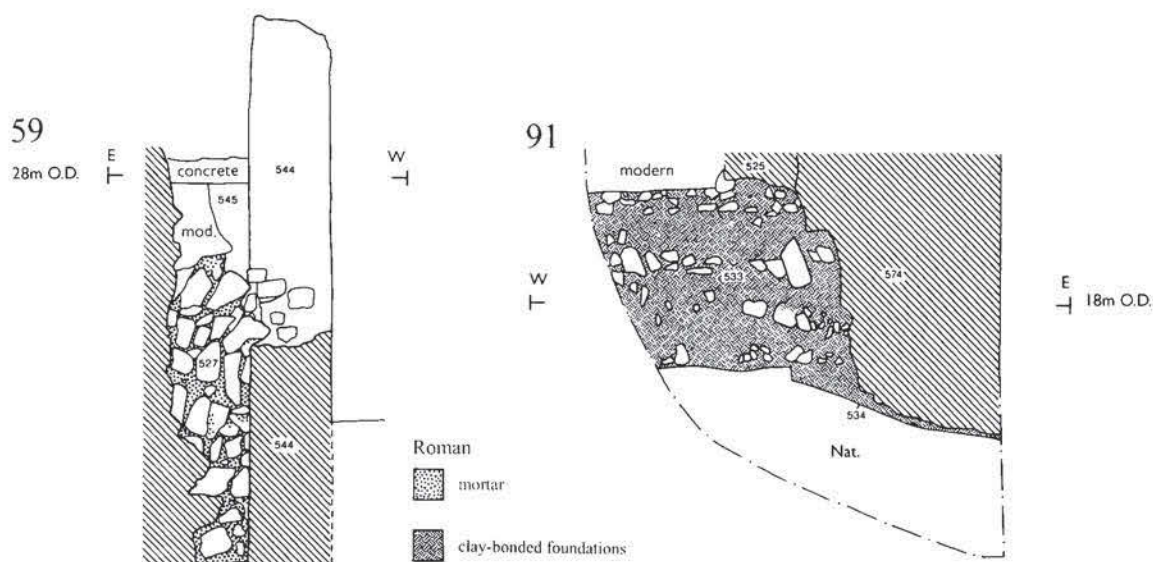 59
E
28m O.D.
concrete
544
W
545
mod.
527
544
Roman
mortar
clay-bonded foundations
91
modern
525
533
574
W
E
18m O.D.
534
Nat.